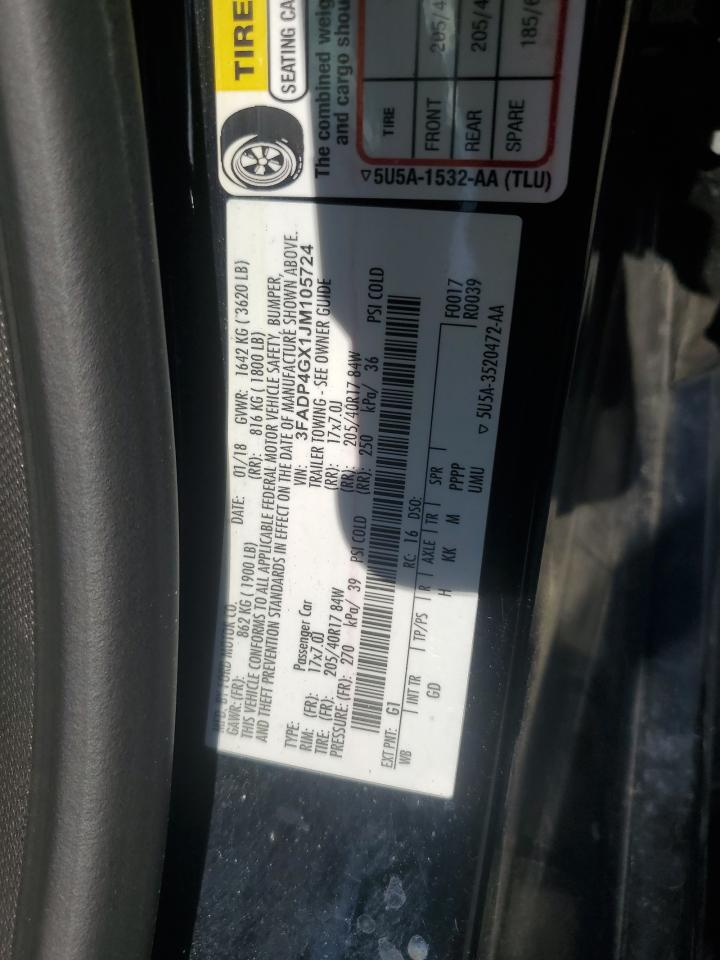 TIRE
SEATING CA
The combined weig
and cargo shou
TIRE
FRONT 205/4
REAR 205/4
SPARE 185/6
5U5A-1532-AA (TLU)
MFD. BY FORD MOTOR CO.
DATE: 01/18 GVWR: 1642 KG (3620 LB)
GAWR: (FR): 862 KG (1900 LB) (RR): 816 KG (1800 LB)
THIS VEHICLE CONFORMS TO ALL APPLICABLE FEDERAL MOTOR VEHICLE SAFETY, BUMPER,
AND THEFT PREVENTION STANDARDS IN EFFECT ON THE DATE OF MANUFACTURE SHOWN ABOVE.
VIN: 3FADP4GX1JM105724
TYPE: Passenger Car TRAILER TOWING - SEE OWNER GUIDE
RIM: (FR): 17x7.0J (RR): 17x7.0J
TIRE: (FR): 205/40R17 84W (RR): 205/40R17 84W
PRESSURE: (FR): 270 kPa/ 39 PSI COLD (RR): 250 kPa/ 36 PSI COLD
EXT PNT: G1 RC: 16 DSO: F0017
WB INT TR TP/PS R AXLE TR SPR R0039
GD H KK M PPPP
UMU
5U5A-3520472-AA